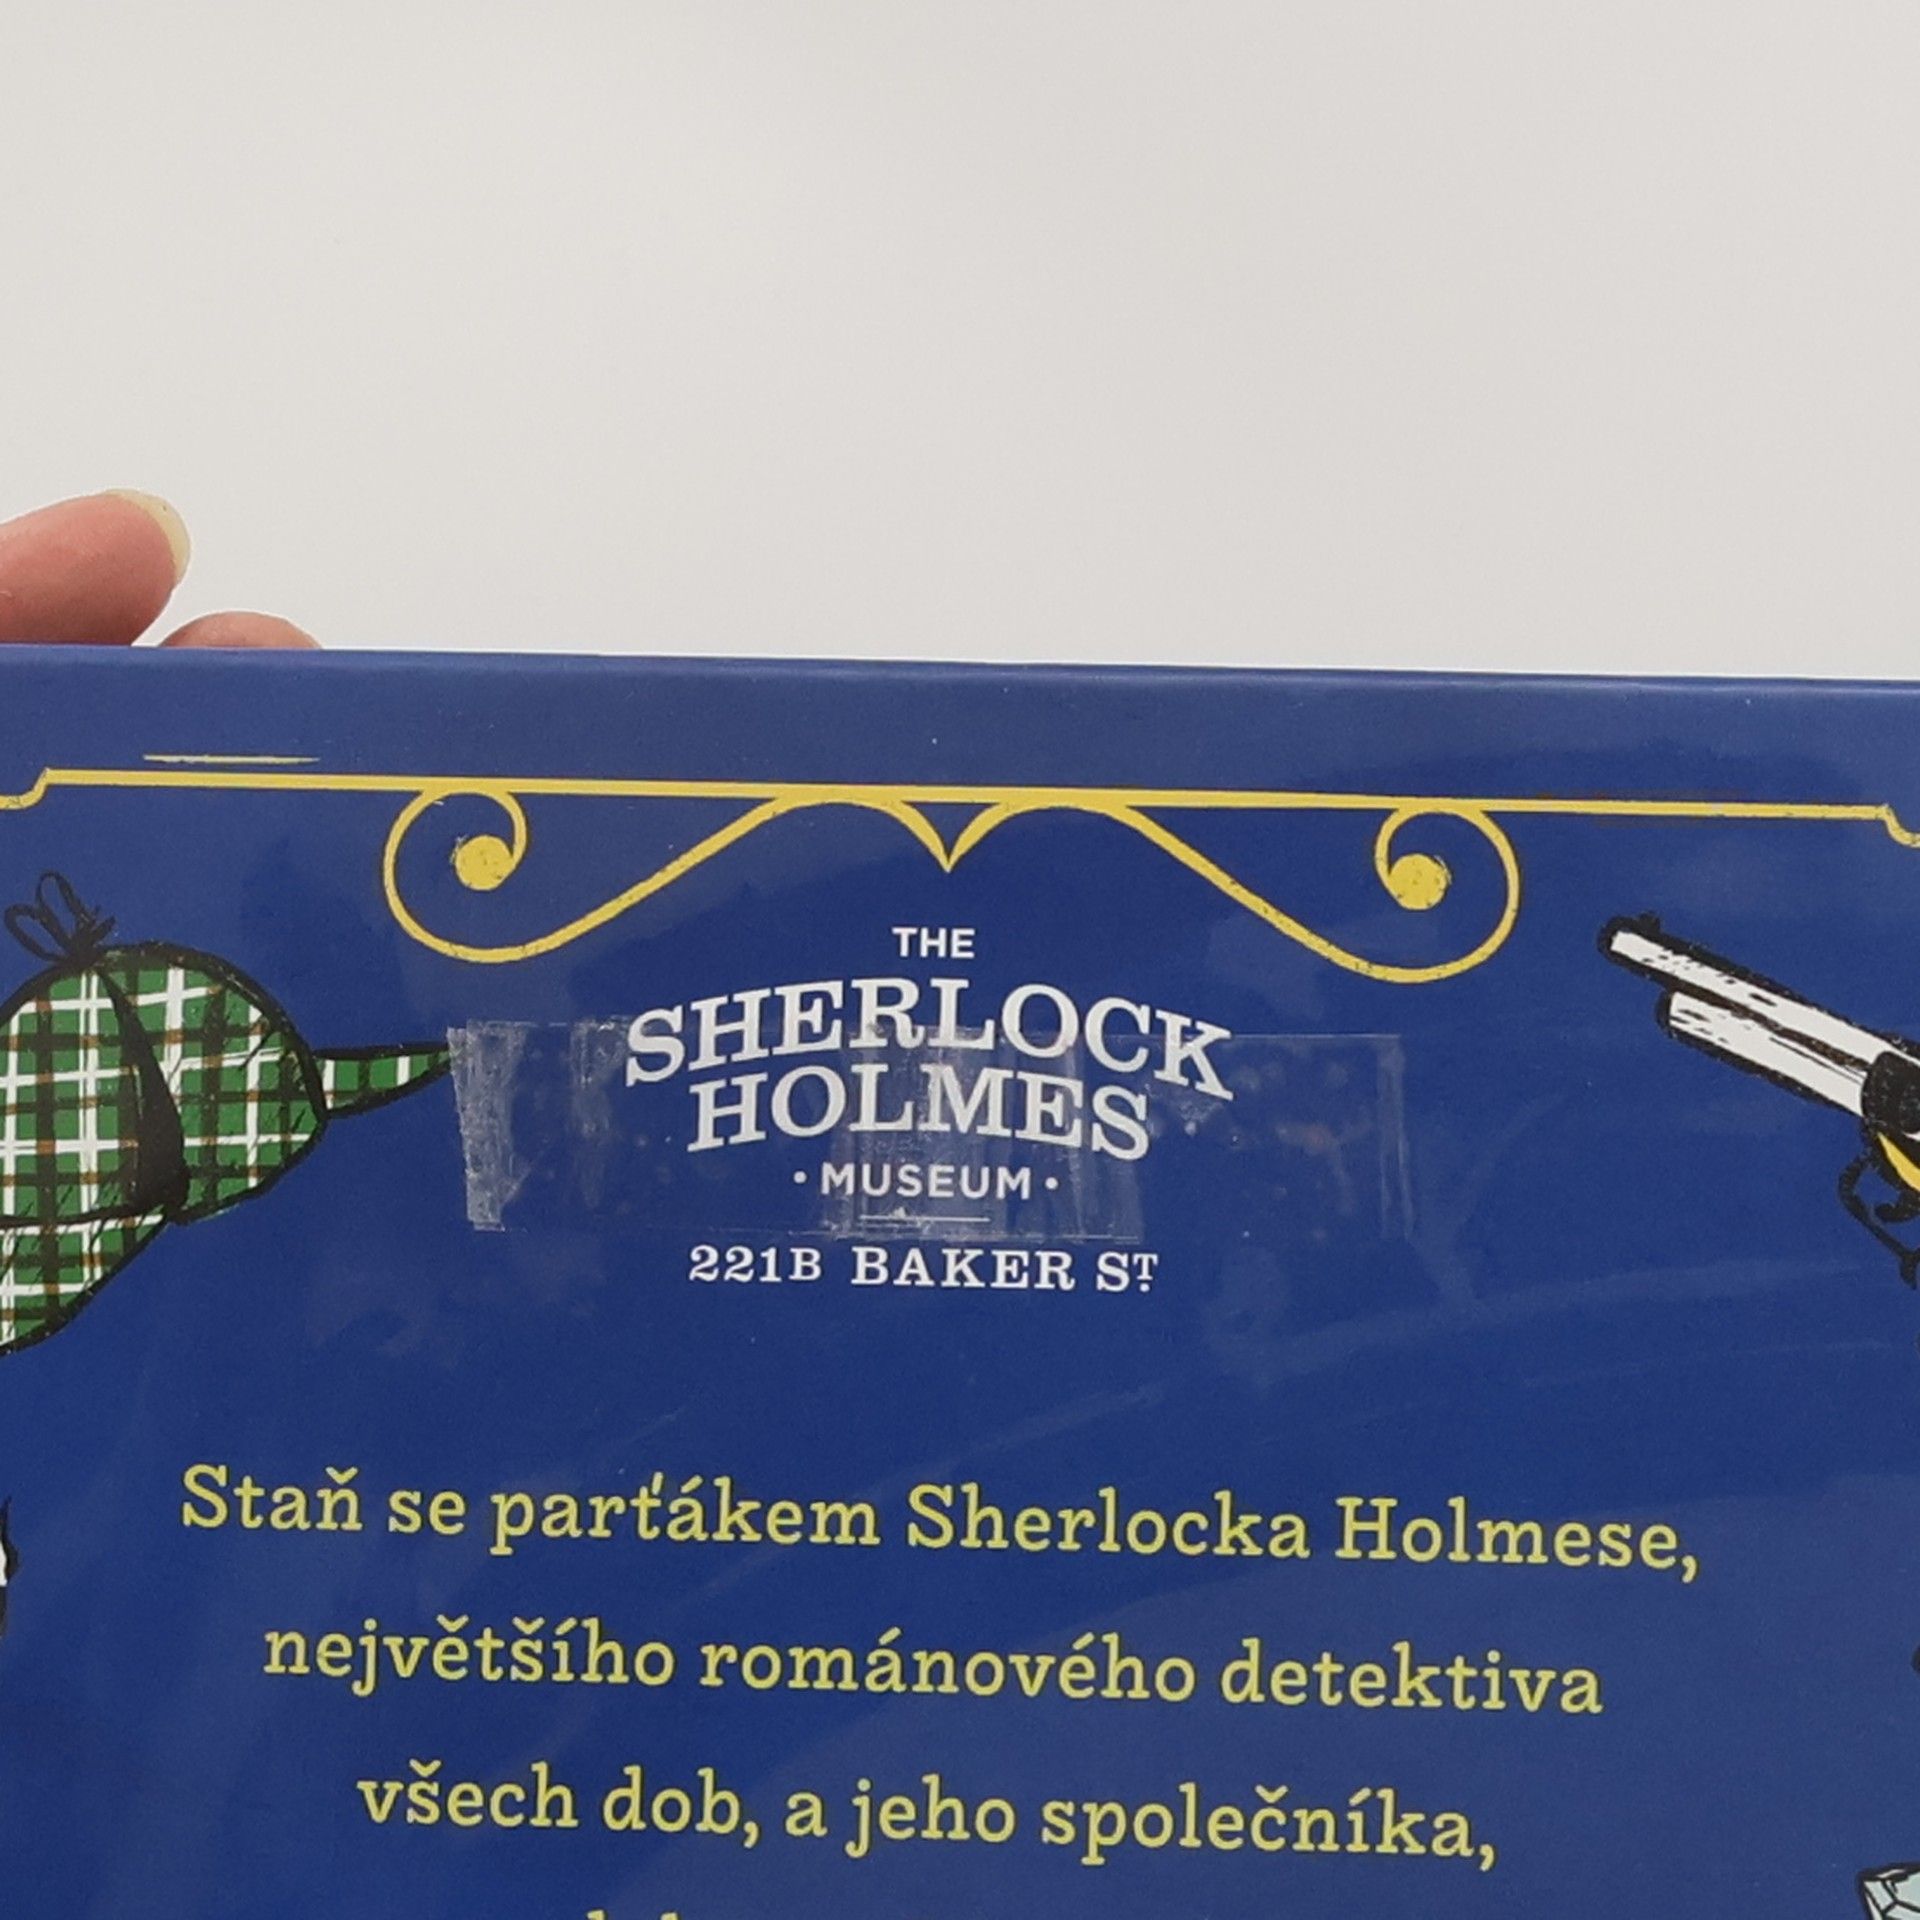 THE
SHERLOCK
HOLMES
· MUSEUM ·
221B BAKER ST
Staň se parťákem Sherlocka Holmese,
největšího románového detektiva
všech dob, a jeho společníka,